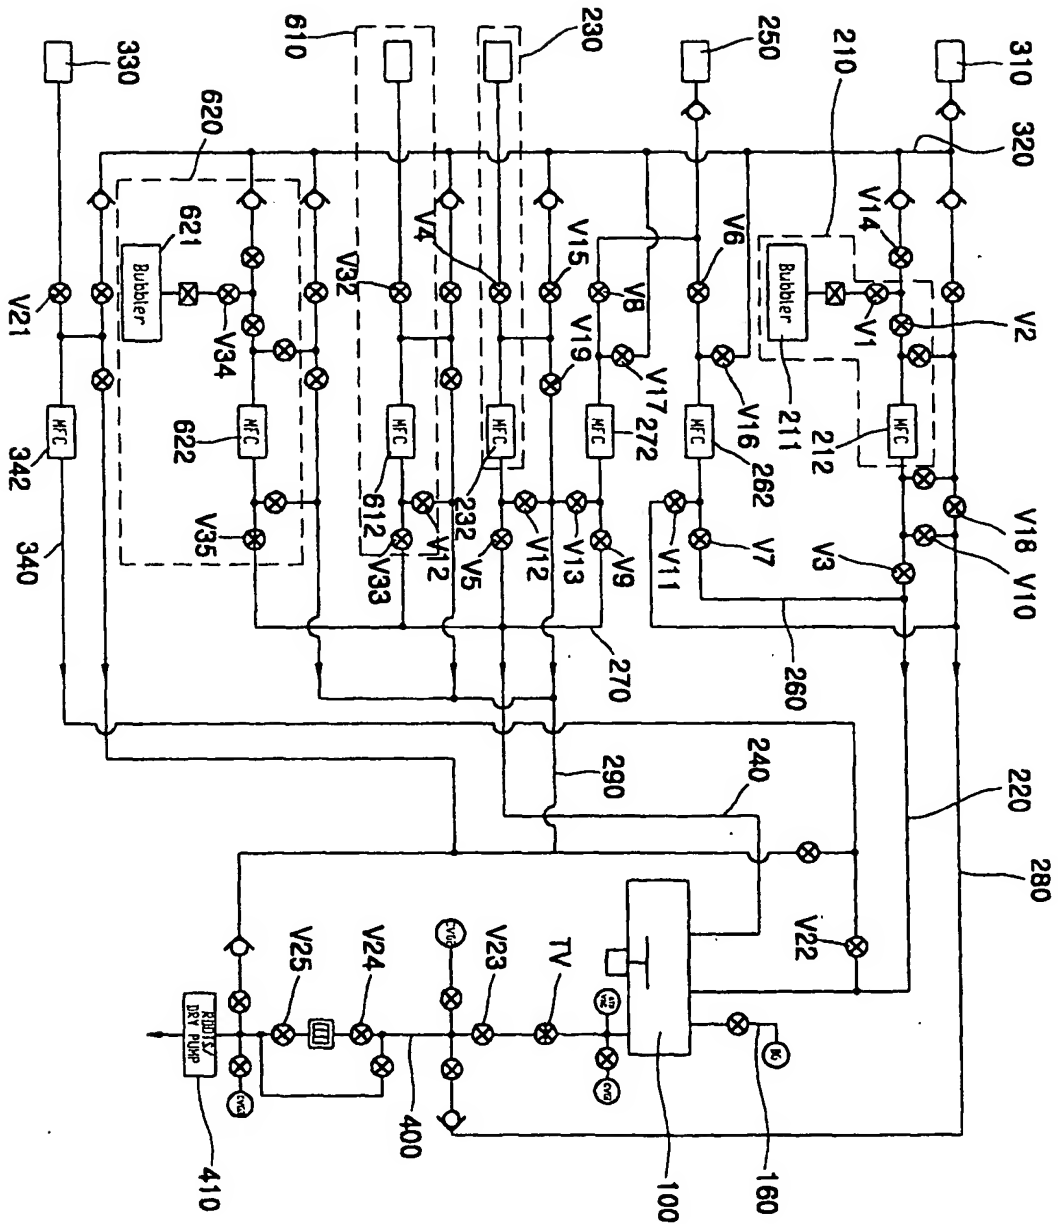 310
320
V2
V18
V10
280
210
V14
V1
212
MFC
V3
220
Bubbler
211
260
V22
250
V6
V16
262
MFC
V7
V11
160
100
V8
V17
272
MFC
V9
270
240
230
V15
V19
V13
290
TV
V4
232
MFC
V12
V5
V23
610
V32
612
MFC
V12
V33
400
V24
V25
620
V34
622
MFC
V35
621
Bubbler
ROOTS/
DRY PUMP
410
330
V21
342
MFC
340